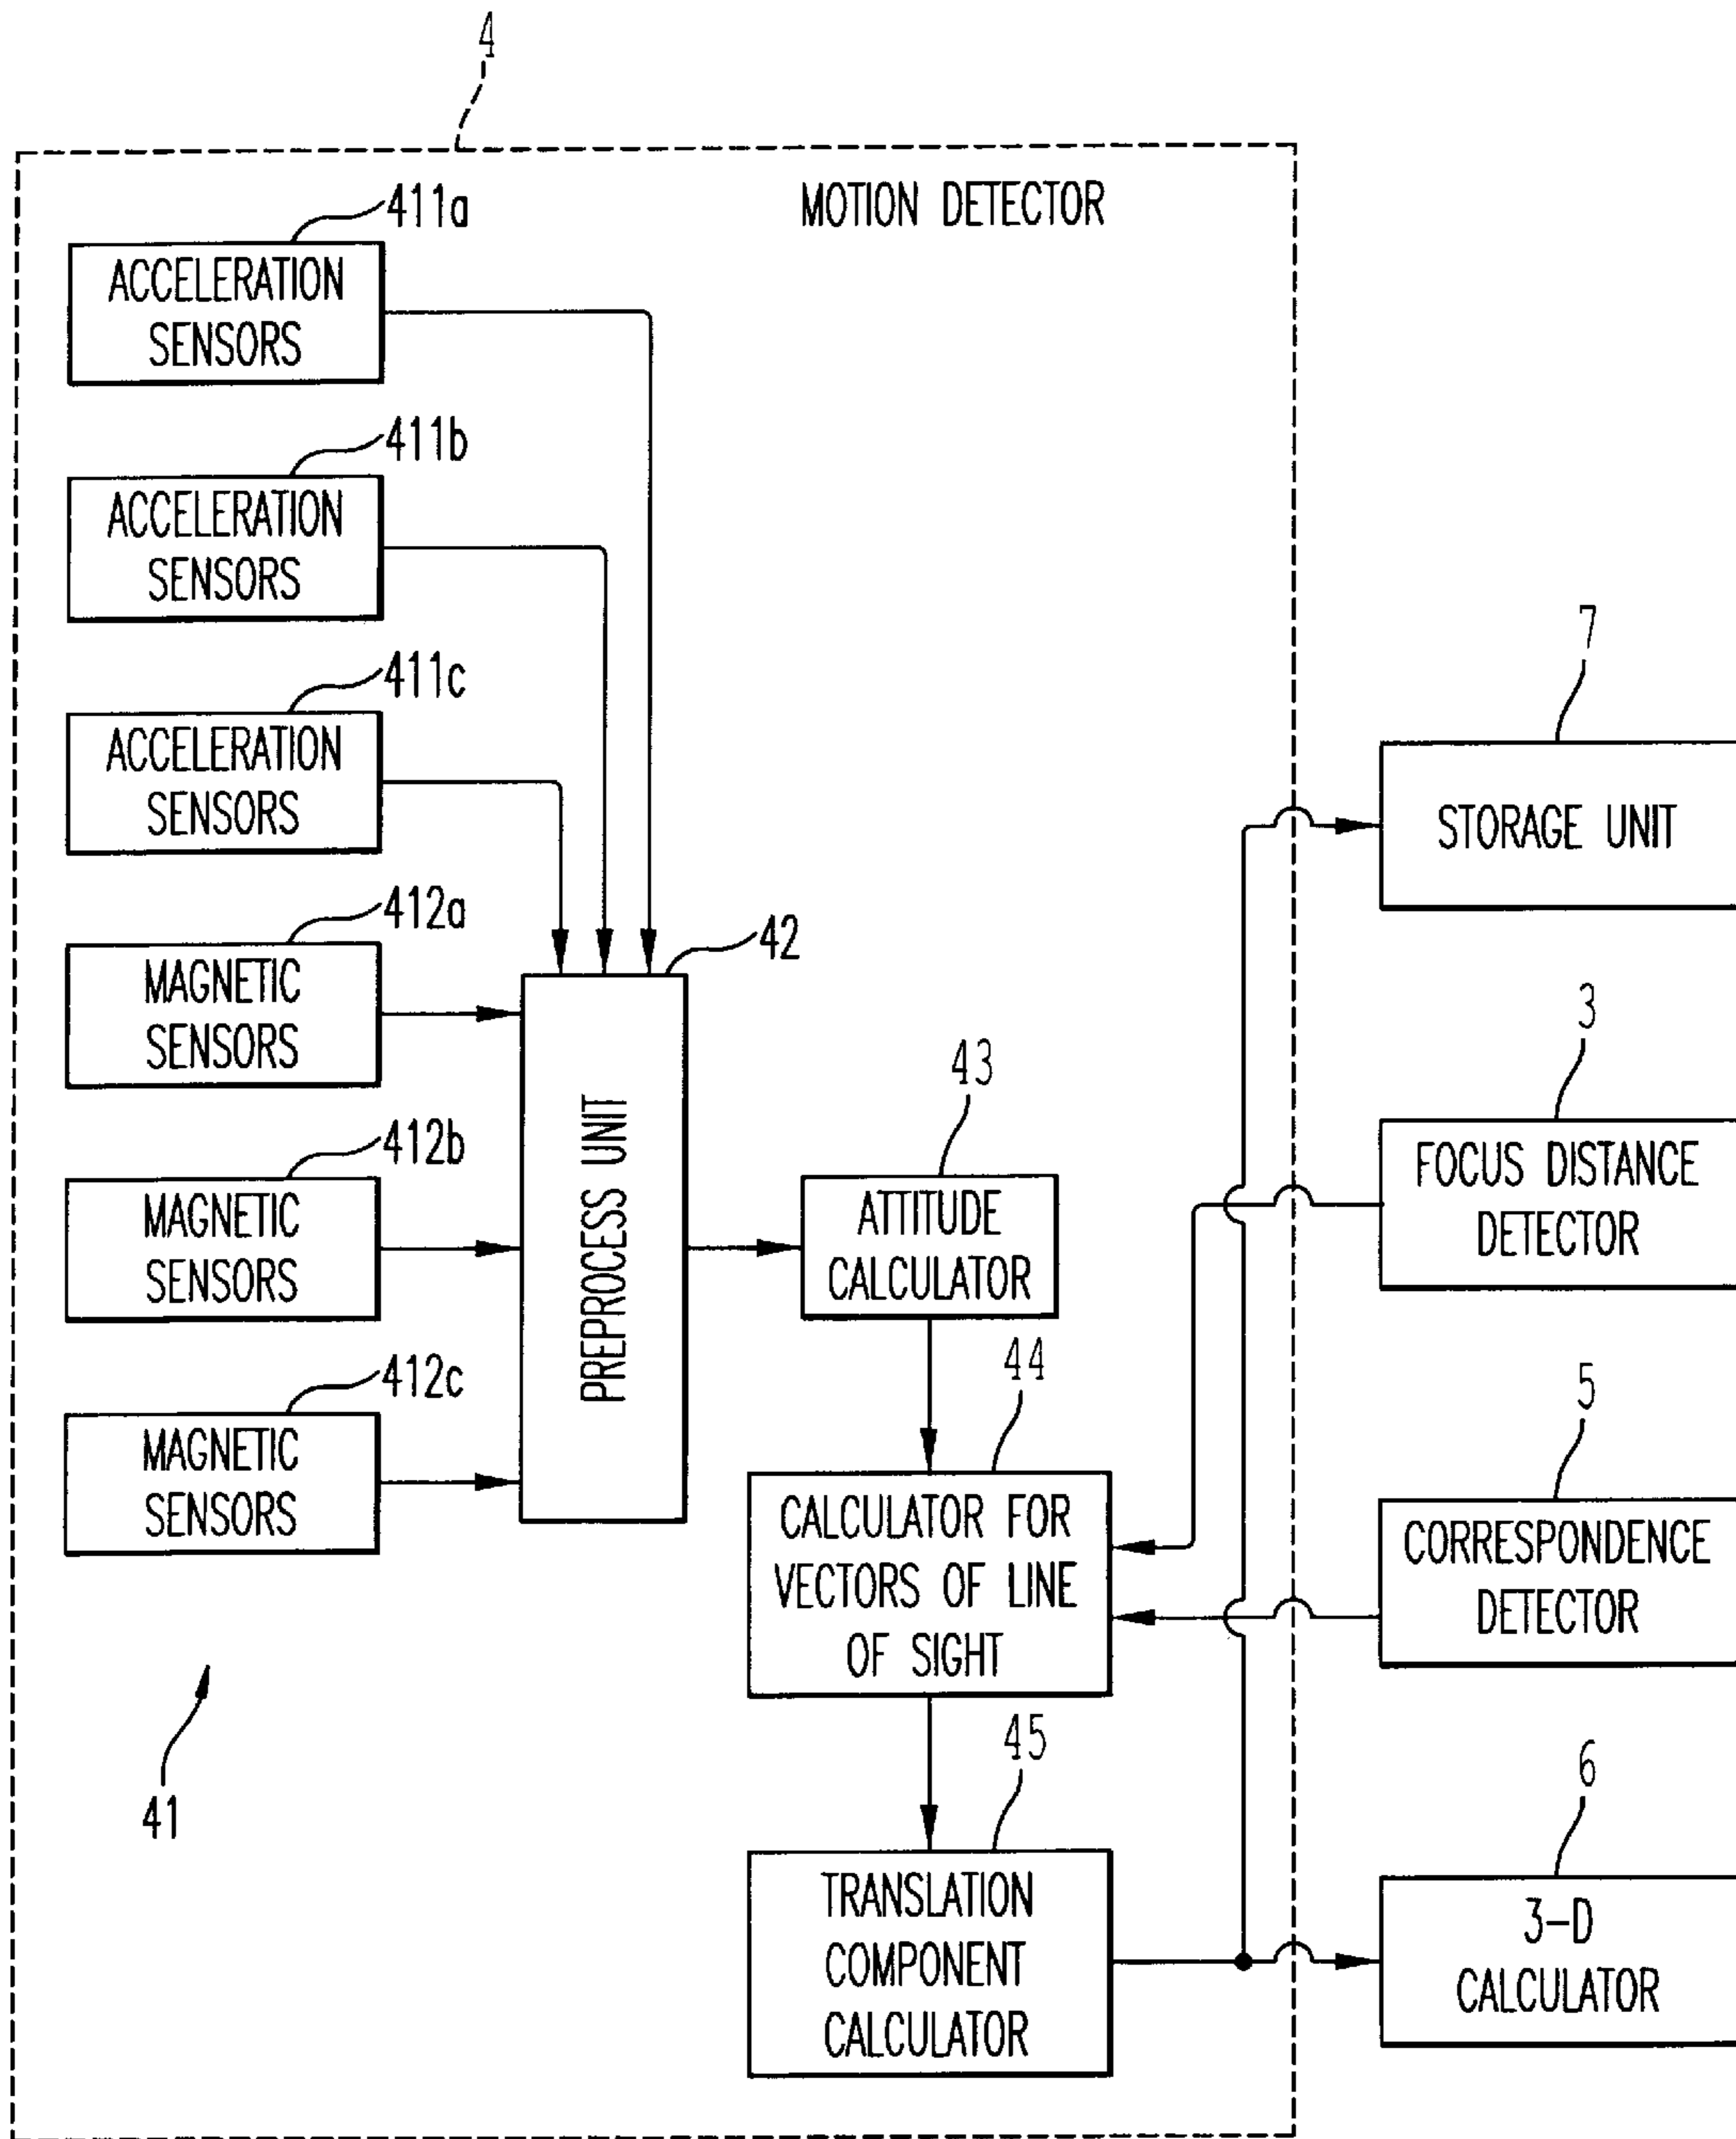 4
MOTION DETECTOR
411a
ACCELERATION
SENSORS
411b
ACCELERATION
SENSORS
411c
ACCELERATION
SENSORS
412a
MAGNETIC
SENSORS
412b
MAGNETIC
SENSORS
412c
MAGNETIC
SENSORS
41
42
PREPROCESS UNIT
43
ATTITUDE
CALCULATOR
44
CALCULATOR FOR
VECTORS OF LINE
OF SIGHT
45
TRANSLATION
COMPONENT
CALCULATOR
7
STORAGE UNIT
3
FOCUS DISTANCE
DETECTOR
5
CORRESPONDENCE
DETECTOR
6
3-D
CALCULATOR